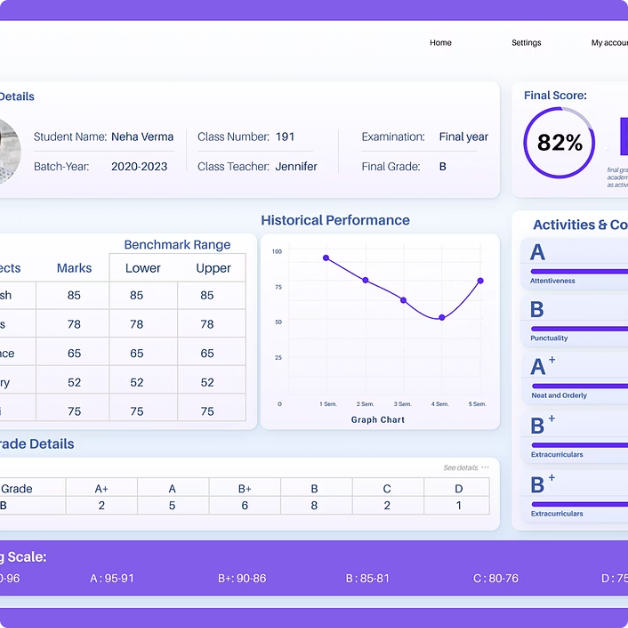 Home Settings My accou
Details
Student Name: Neha Verma Class Number: 191 Examination: Final year
Batch-Year: 2020-2023 Class Teacher: Jennifer Final Grade: B
Final Score:
82%
final gra
academ
as activi
Historical Performance
Benchmark Range
ects Marks Lower Upper
sh 85 85 85
s 78 78 78
nce 65 65 65
ry 52 52 52
i 75 75 75
100
75
50
25
0
1 Sem. 2 Sem. 3 Sem. 4 Sem. 5 Sem.
Graph Chart
Activities & Co
A
Attentiveness
B
Punctuality
A+
Neat and Orderly
B+
Extracurriculars
B+
Extracurriculars
rade Details
See details ...
Grade A+ A B+ B C D
B 2 5 6 8 2 1
g Scale:
0-96 A : 95-91 B+: 90-86 B : 85-81 C : 80-76 D : 75